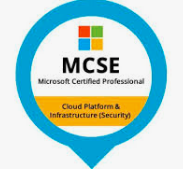 MCSE
Microsoft Certified Professional
Cloud Platform &
Infrastructure (Security)